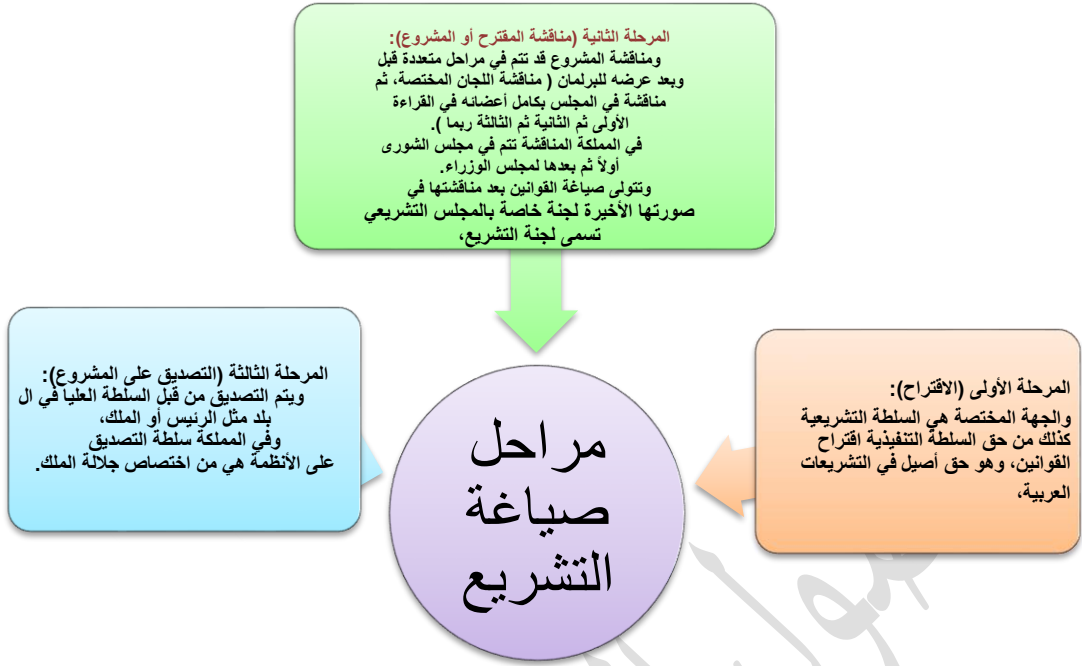 المرحلة الأولى (الاقتراح):
والجهة المختصة هي السلطة التشريعية
كذلك من حق السلطة التنفيذية اقتراح
القوانين، وهو حق أصيل في التشريعات
العربية،
المرحلة الثانية (مناقشة المقترح أو المشروع):
ومناقشة المشروع قد تتم في مراحل متعددة قبل
وبعد عرضه للبرلمان ( مناقشة اللجان المختصة، ثم
مناقشة في المجلس بكامل أعضائه في القراءة
الأولى ثم الثانية ثم الثالثة ربما ).
في المملكة المناقشة تتم في مجلس الشورى
أولاً ثم بعدها لمجلس الوزراء.
وتتولى صياغة القوانين بعد مناقشتها في
صورتها الأخيرة لجنة خاصة بالمجلس التشريعي
تسمى لجنة التشريع،
المرحلة الثالثة (التصديق على المشروع):
ويتم التصديق من قبل السلطة العليا في ال
بلد مثل الرئيس أو الملك،
وفي المملكة سلطة التصديق
على الأنظمة هي من اختصاص جلالة الملك.
مراحل
صياغة
التشريع